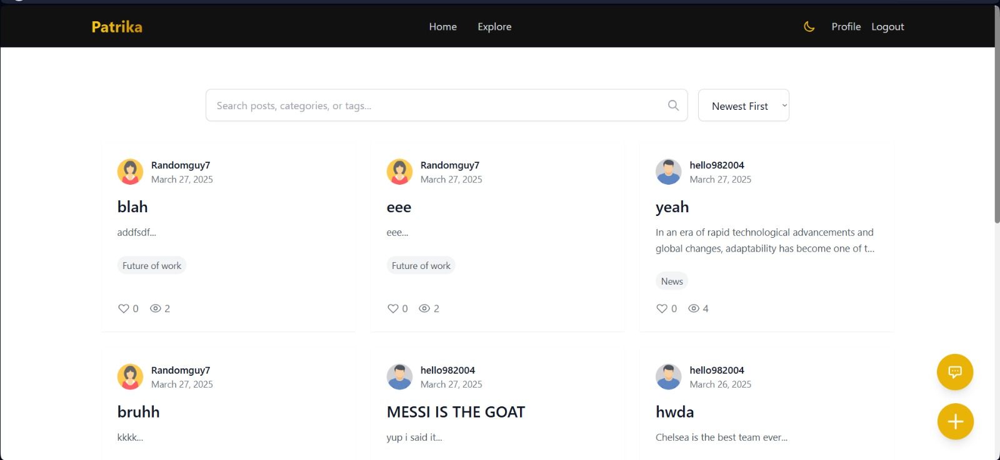 Patrika
Home
Explore
Profile
Logout
Search posts, categories, or tags...
Newest First
Randomguy7
March 27, 2025
blah
addfsdf...
Future of work
0
2
Randomguy7
March 27, 2025
eee
eee...
Future of work
0
2
hello982004
March 27, 2025
yeah
In an era of rapid technological advancements and
global changes, adaptability has become one of t...
News
0
4
Randomguy7
March 27, 2025
bruhh
kkkk...
hello982004
March 27, 2025
MESSI IS THE GOAT
yup i said it...
hello982004
March 26, 2025
hwda
Chelsea is the best team ever...